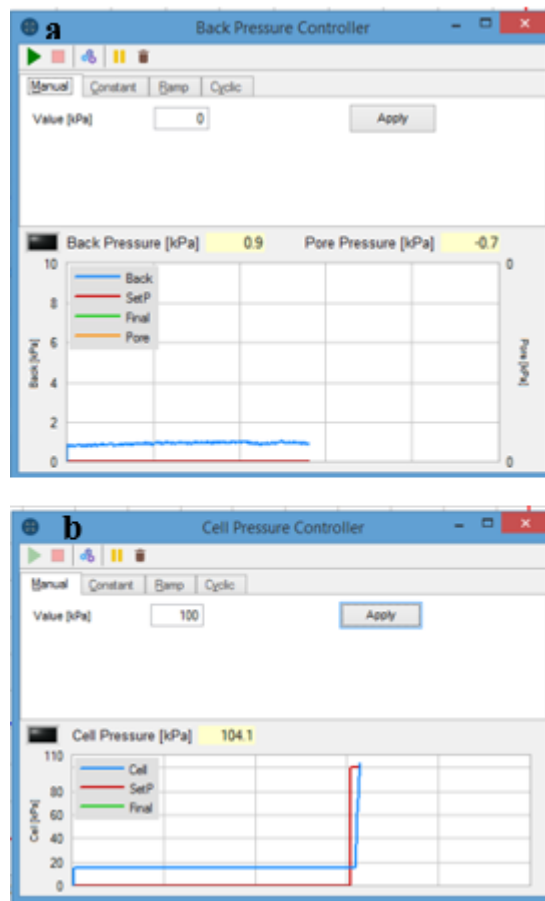 a Back Pressure Controller
Manual Constant Ramp Cyclic
Value [kPa] 0 Apply
Back Pressure [kPa] 0.9 Pore Pressure [kPa] -0.7
10 0
Back
SetP
Final
Pore
8
6
4
2
0 0
Back [kPa]
Pore [kPa]
b Cell Pressure Controller
Manual Constant Ramp Cyclic
Value [kPa] 100 Apply
Cell Pressure [kPa] 104.1
110
Cell
SetP
Final
80
60
40
20
0
Cell [kPa]